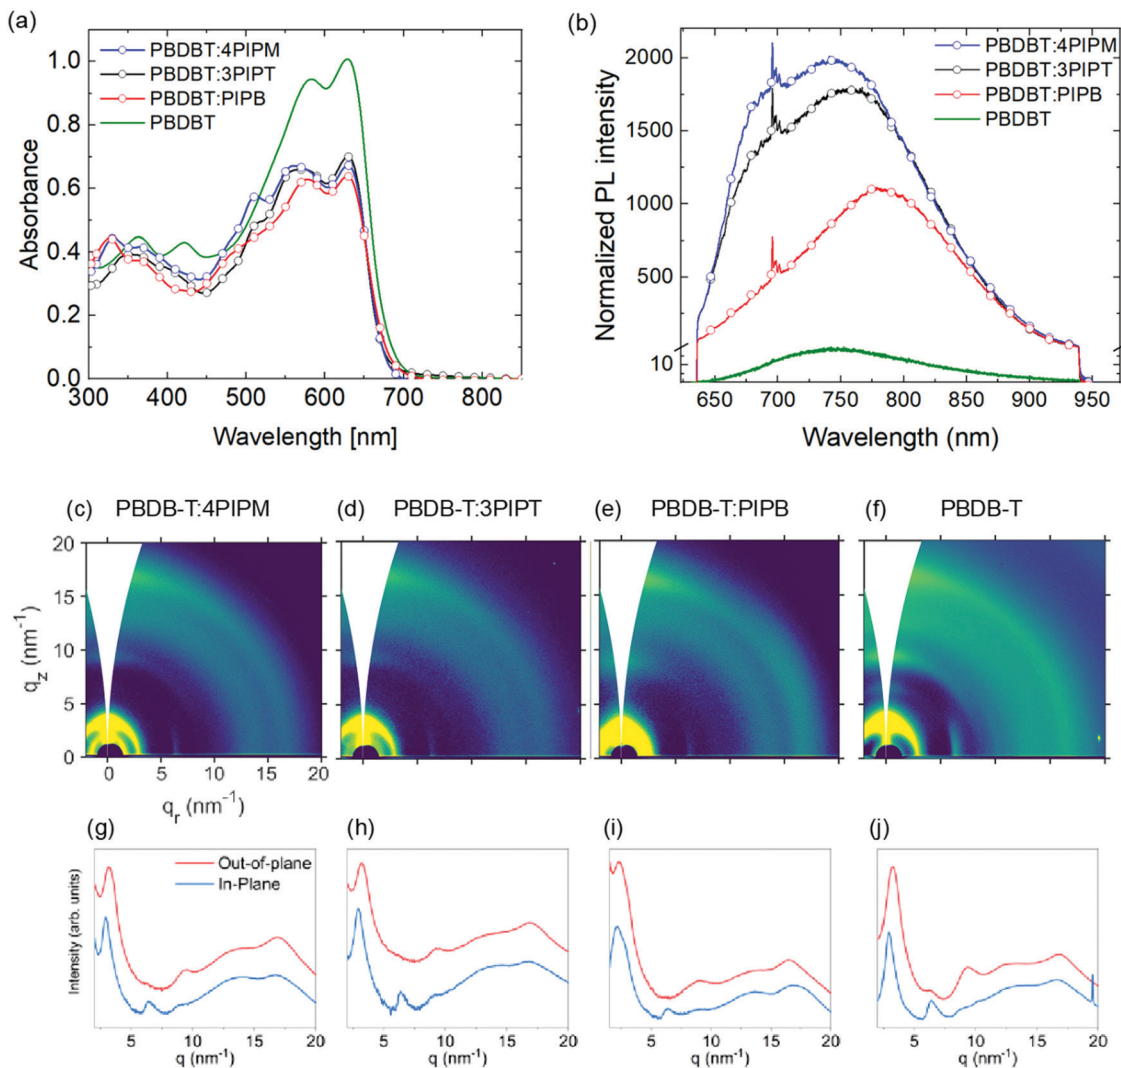 (a)
PBDBT:4PIPM
PBDBT:3PIPT
PBDBT:PIPB
PBDBT
Absorbance
1.0
0.8
0.6
0.4
0.2
0.0
300 400 500 600 700 800
Wavelength [nm]
(b)
PBDBT:4PIPM
PBDBT:3PIPT
PBDBT:PIPB
PBDBT
Normalized PL intensity
2000
1500
1000
500
10
650 700 750 800 850 900 950
Wavelength (nm)
(c) PBDB-T:4PIPM
(d) PBDB-T:3PIPT
(e) PBDB-T:PIPB
(f) PBDB-T
qz (nm-1)
20
15
10
5
0
0 5 10 15 20
qr (nm-1)
(g)
Out-of-plane
In-Plane
Intensity (arb. units)
5 10 15 20
q (nm-1)
(h)
5 10 15 20
q (nm-1)
(i)
5 10 15 20
q (nm-1)
(j)
5 10 15 20
q (nm-1)